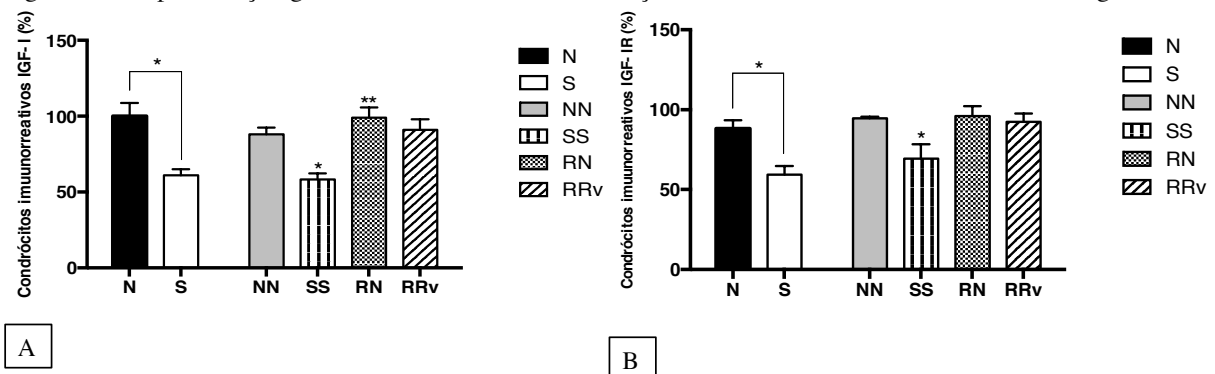 Condrócitos imuunorreativos IGF- I (%)
150
100
50
0
*
*
**
N
S
NN
SS
RN
RRv
N
S
NN
SS
RN
RRv
A
Condrócitos imuunorreativos IGF- IR (%)
150
100
50
0
*
*
N
S
NN
SS
RN
RRv
N
S
NN
SS
RN
RRv
B